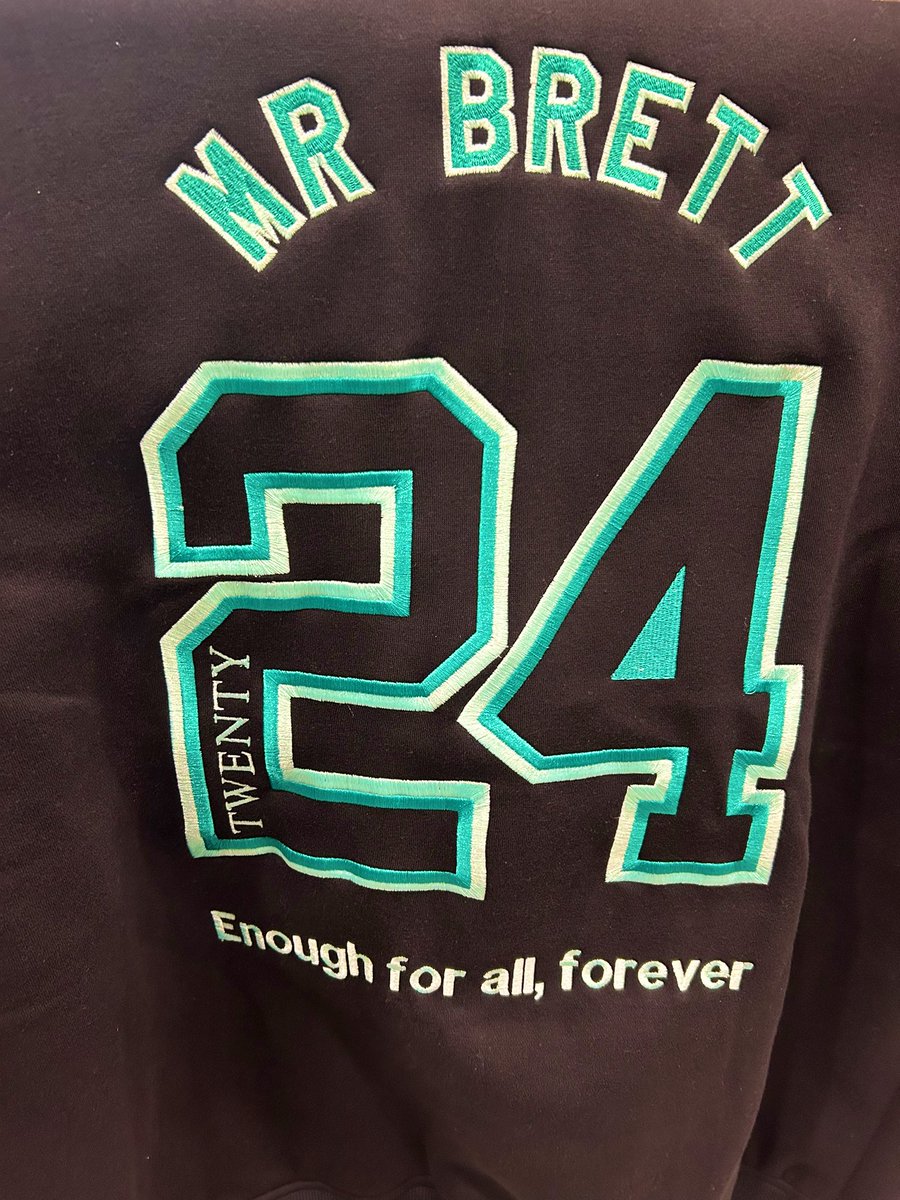 MR BRETT
24
TWENTY
Enough for all, forever